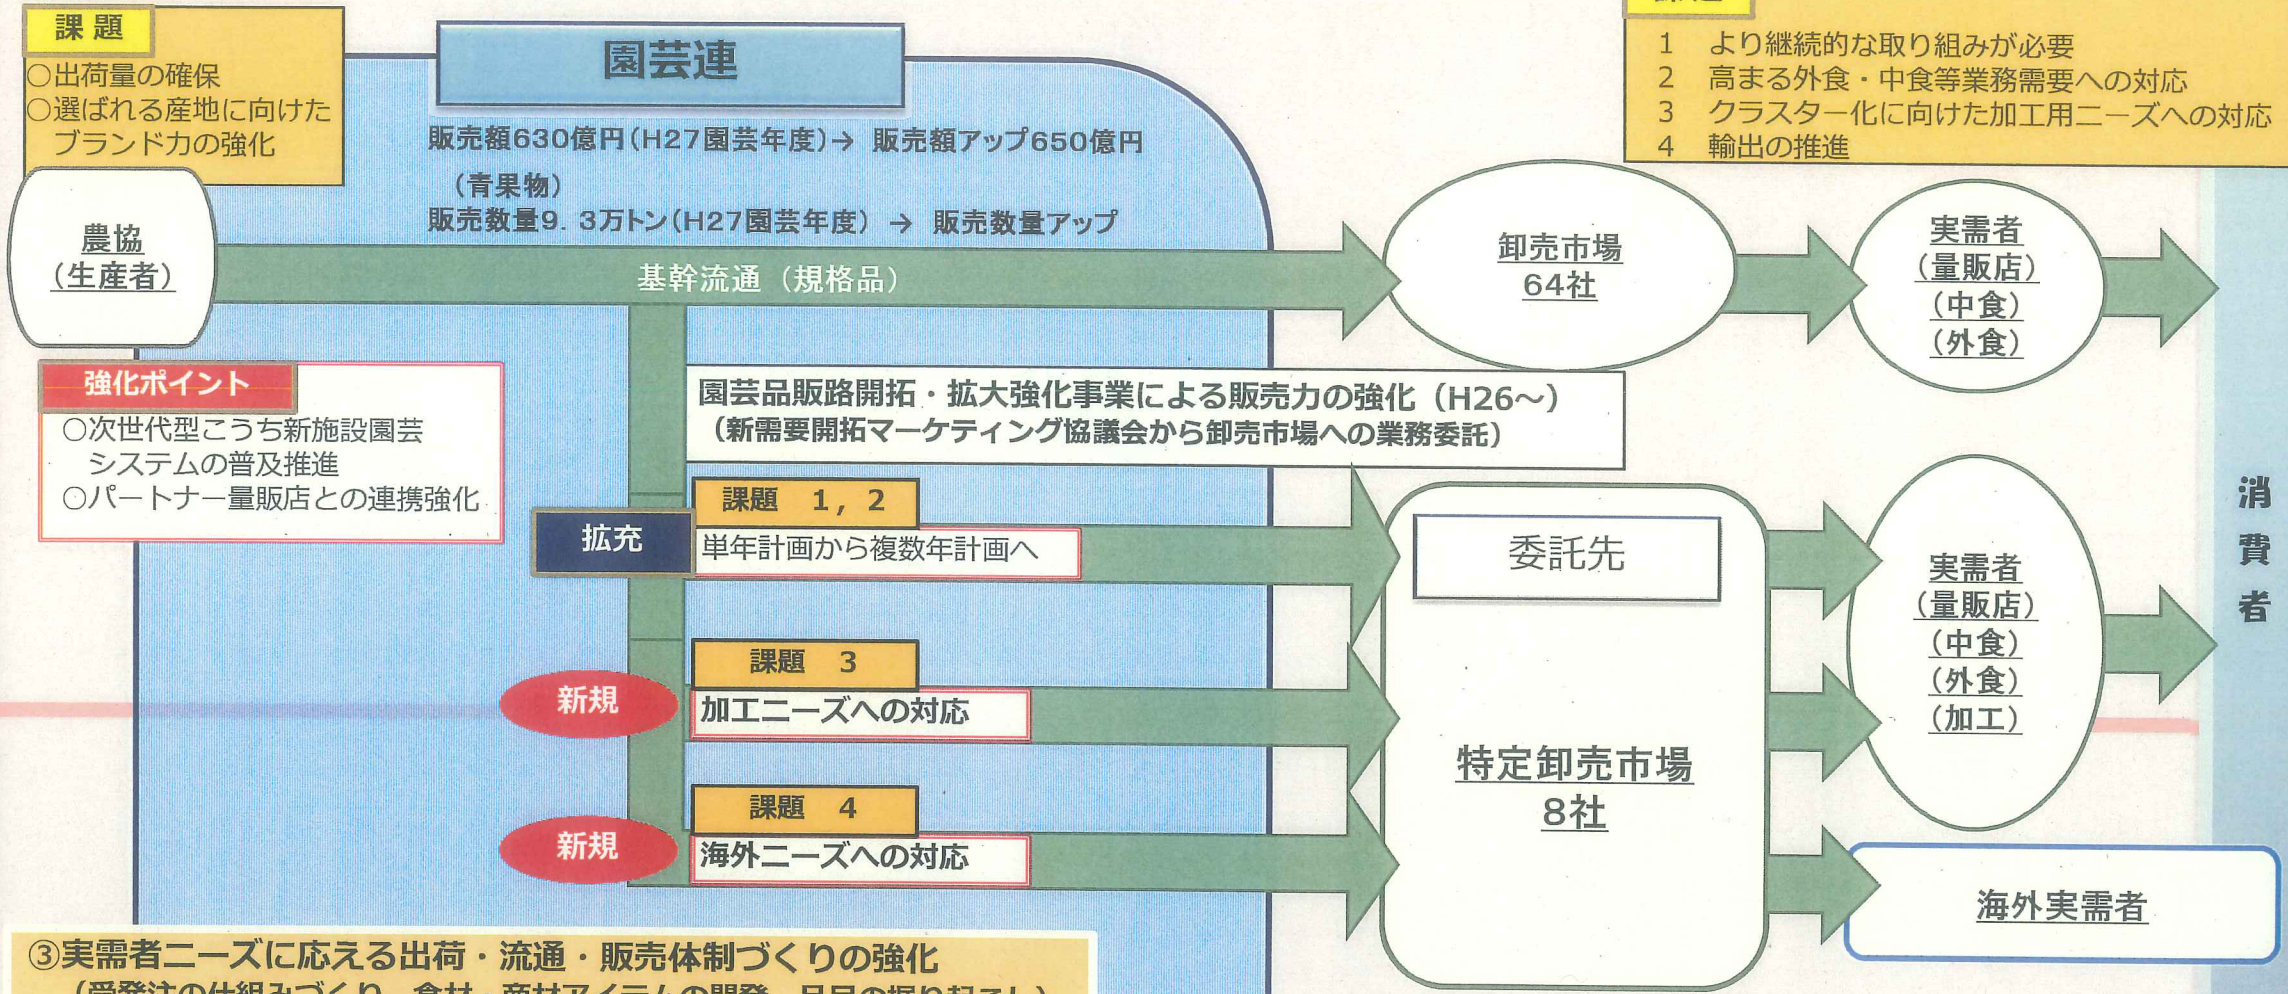 課 題
○出荷量の確保
○選ばれる産地に向けた
ブランド力の強化
園芸連
販売額630億円(H27園芸年度)→ 販売額アップ650億円
(青果物)
販売数量9. 3万トン(H27園芸年度) → 販売数量アップ
1 より継続的な取り組みが必要
2 高まる外食・中食等業務需要への対応
3 クラスター化に向けた加工用ニーズへの対応
4 輸出の推進
農協
(生産者)
基幹流通（規格品）
卸売市場
64社
実需者
(量販店)
(中食)
(外食)
強化ポイント
○次世代型こうち新施設園芸
システムの普及推進
○パートナー量販店との連携強化
園芸品販路開拓・拡大強化事業による販売力の強化（H26～）
（新需要開拓マーケティング協議会から卸売市場への業務委託）
課題 1，2
拡充
単年計画から複数年計画へ
課題 3
新規
加工ニーズへの対応
課題 4
新規
海外ニーズへの対応
委託先
特定卸売市場
8社
実需者
(量販店)
(中食)
(外食)
(加工)
海外実需者
消費者
③実需者ニーズに応える出荷・流通・販売体制づくりの強化